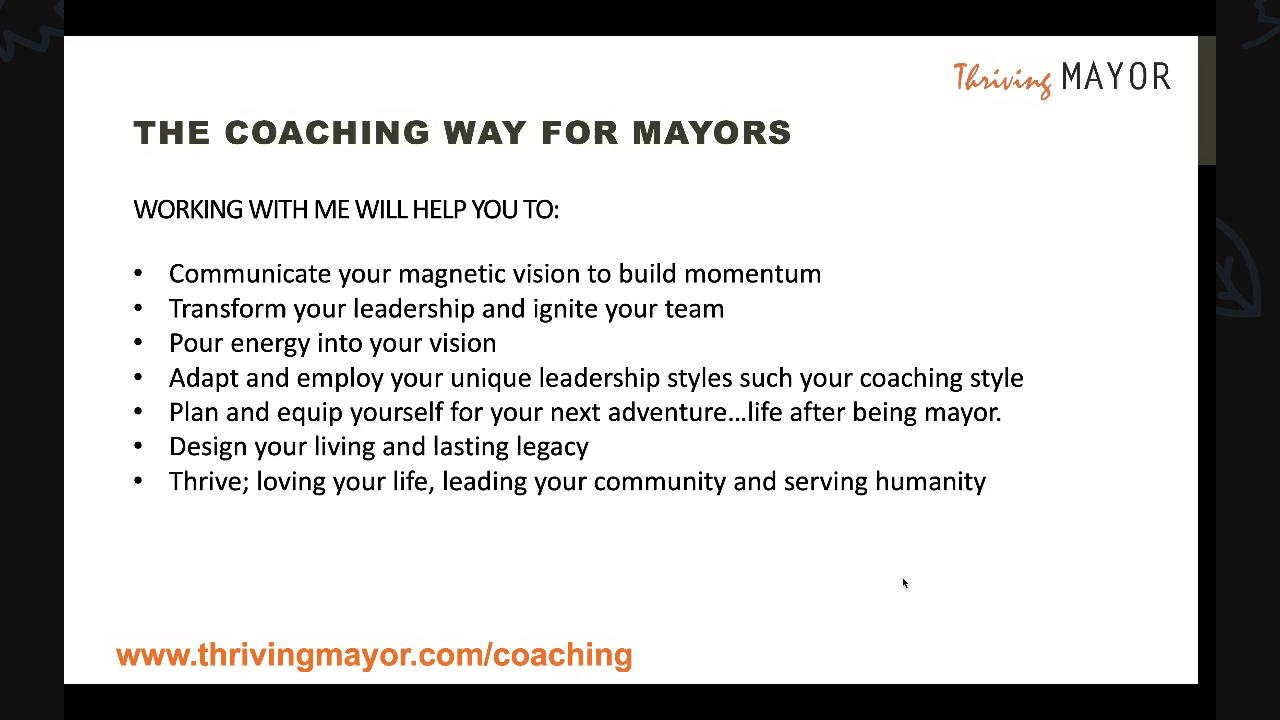 Thriving MAYOR
THE COACHING WAY FOR MAYORS
WORKING WITH ME WILL HELP YOU TO:
• Communicate your magnetic vision to build momentum
• Transform your leadership and ignite your team
• Pour energy into your vision
• Adapt and employ your unique leadership styles such your coaching style
• Plan and equip yourself for your next adventure...life after being mayor.
• Design your living and lasting legacy
• Thrive; loving your life, leading your community and serving humanity
www.thrivingmayor.com/coaching